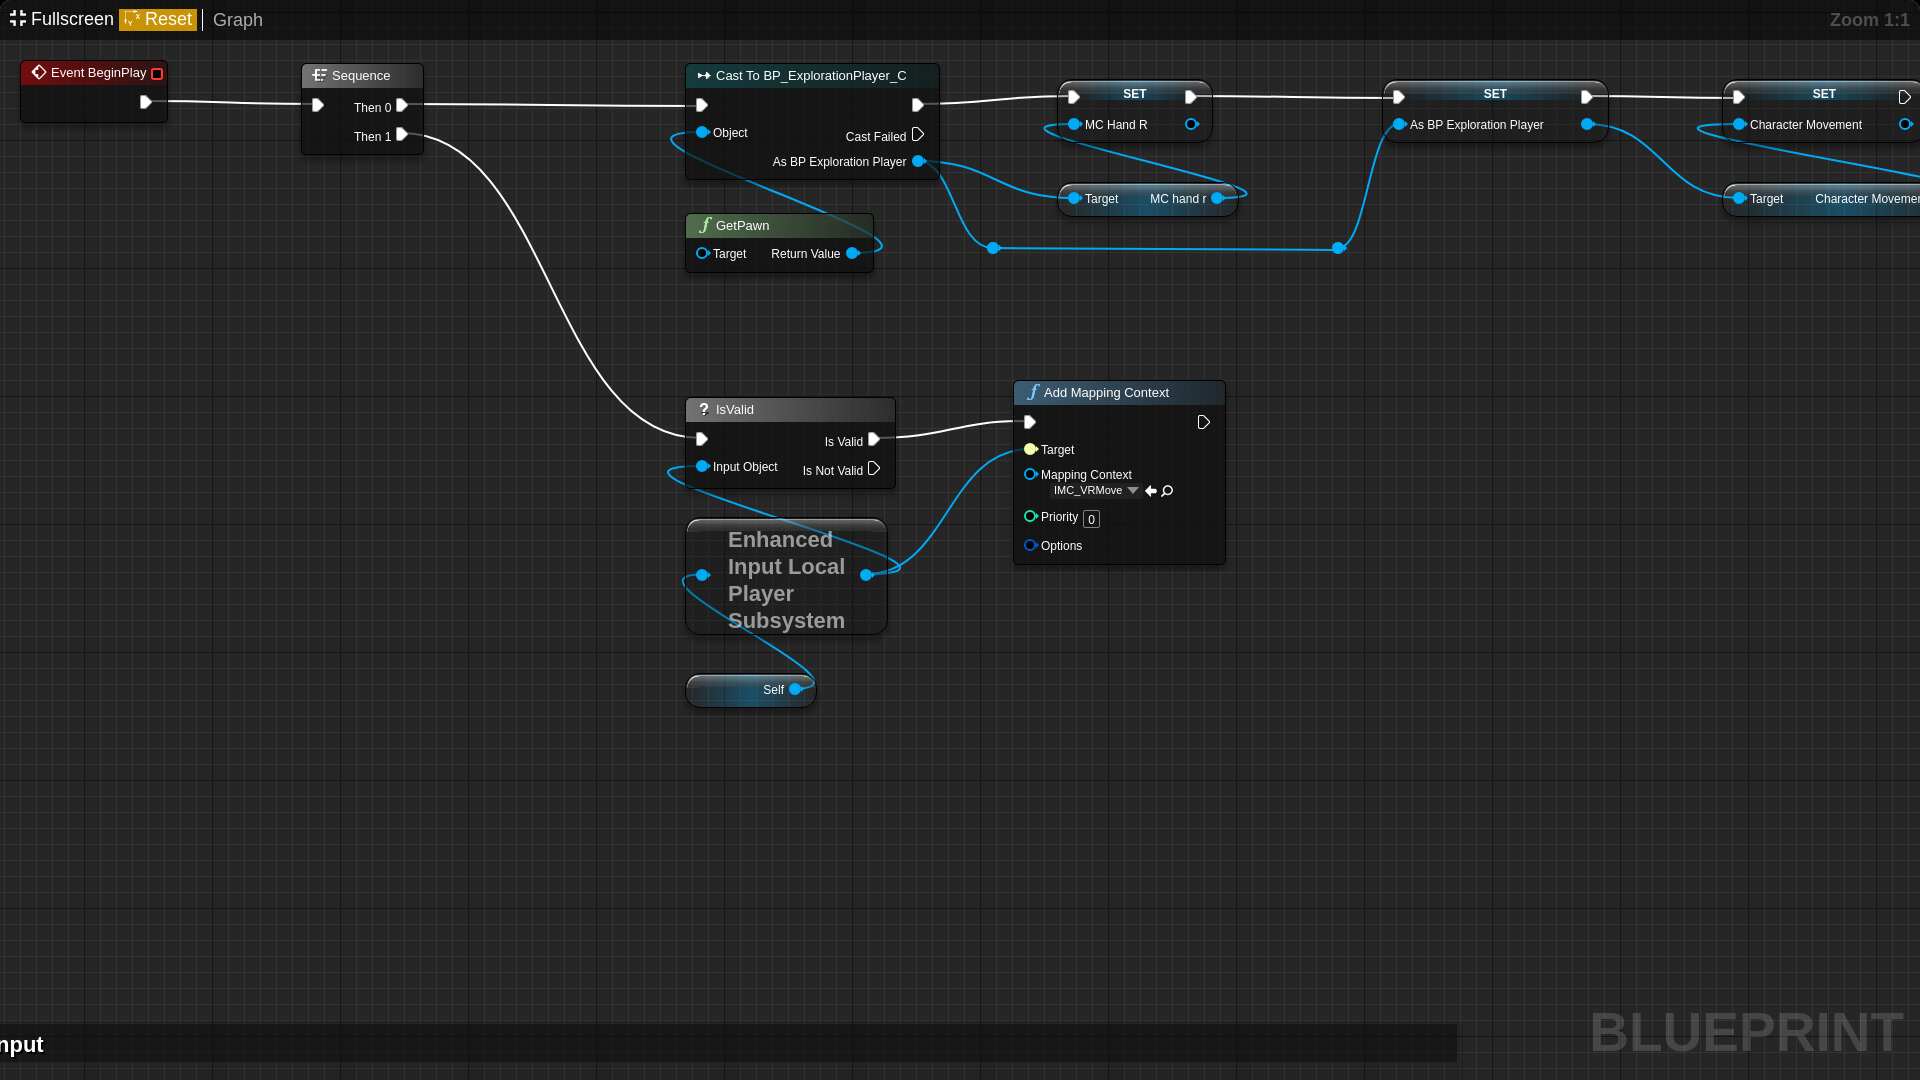 Fullscreen Reset Graph Zoom 1:1
Event BeginPlay
Sequence
Then 0
Then 1
Cast To BP_ExplorationPlayer_C
Object
Cast Failed
As BP Exploration Player
GetPawn
Target Return Value
SET
MC Hand R
Target MC hand r
SET
As BP Exploration Player
SET
Character Movement
Target Character Movemen
? IsValid
Is Valid
Input Object Is Not Valid
Add Mapping Context
Target
Mapping Context
IMC_VRMove
Priority 0
Options
Enhanced
Input Local
Player
Subsystem
Self
nput
BLUEPRINT